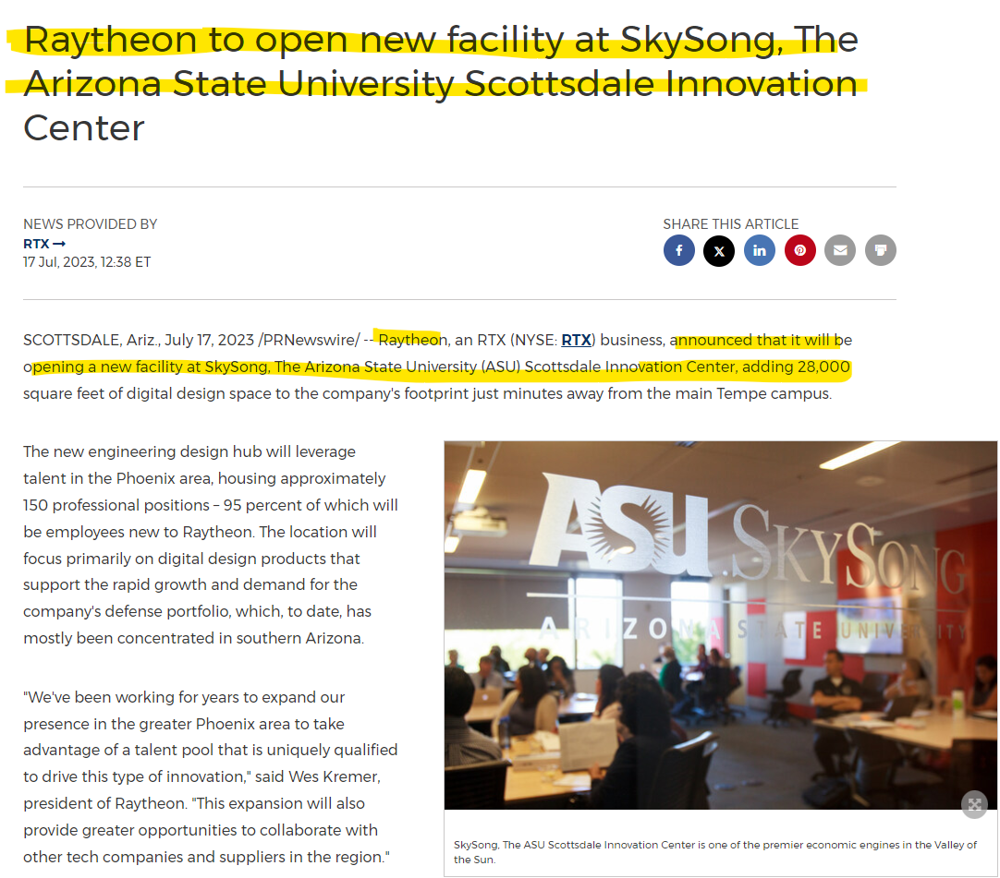 Raytheon to open new facility at SkySong, The
Arizona State University Scottsdale Innovation
Center
NEWS PROVIDED BY
RTX →
17 Jul, 2023, 12:38 ET
SHARE THIS ARTICLE
SCOTTSDALE, Ariz., July 17, 2023 /PRNewswire/ -- Raytheon, an RTX (NYSE: RTX) business, announced that it will be
opening a new facility at SkySong, The Arizona State University (ASU) Scottsdale Innovation Center, adding 28,000
square feet of digital design space to the company's footprint just minutes away from the main Tempe campus.
The new engineering design hub will leverage
talent in the Phoenix area, housing approximately
150 professional positions – 95 percent of which will
be employees new to Raytheon. The location will
focus primarily on digital design products that
support the rapid growth and demand for the
company's defense portfolio, which, to date, has
mostly been concentrated in southern Arizona.
"We've been working for years to expand our
presence in the greater Phoenix area to take
advantage of a talent pool that is uniquely qualified
to drive this type of innovation," said Wes Kremer,
president of Raytheon. "This expansion will also
provide greater opportunities to collaborate with
other tech companies and suppliers in the region."
ASU SKYSONG
ARIZONA STATE UNIVERSITY
SkySong, The ASU Scottsdale Innovation Center is one of the premier economic engines in the Valley of
the Sun.